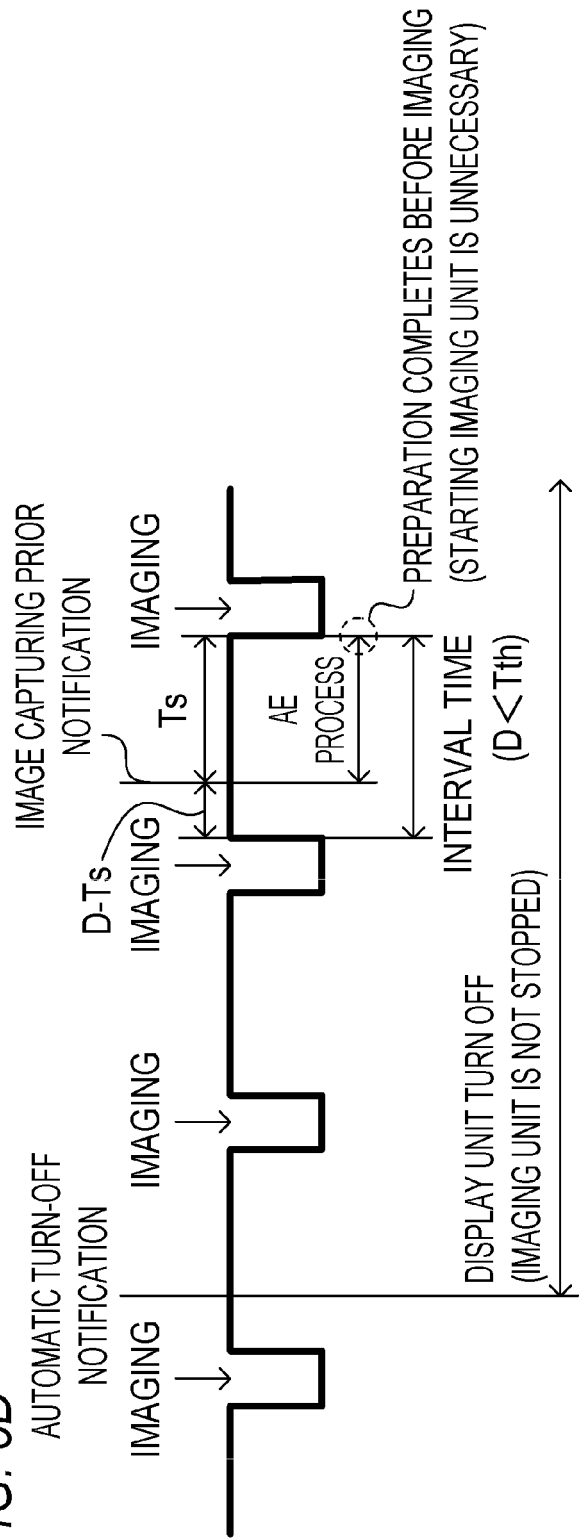 AUTOMATIC TURN-OFF
NOTIFICATION
IMAGING
IMAGING
IMAGING
D-Ts
IMAGE CAPTURING PRIOR
NOTIFICATION
Ts
IMAGING
AE
PROCESS
INTERVAL TIME
(D<Tth)
PREPARATION COMPLETES BEFORE IMAGING
(STARTING IMAGING UNIT IS UNNECESSARY)
DISPLAY UNIT TURN OFF
(IMAGING UNIT IS NOT STOPPED)